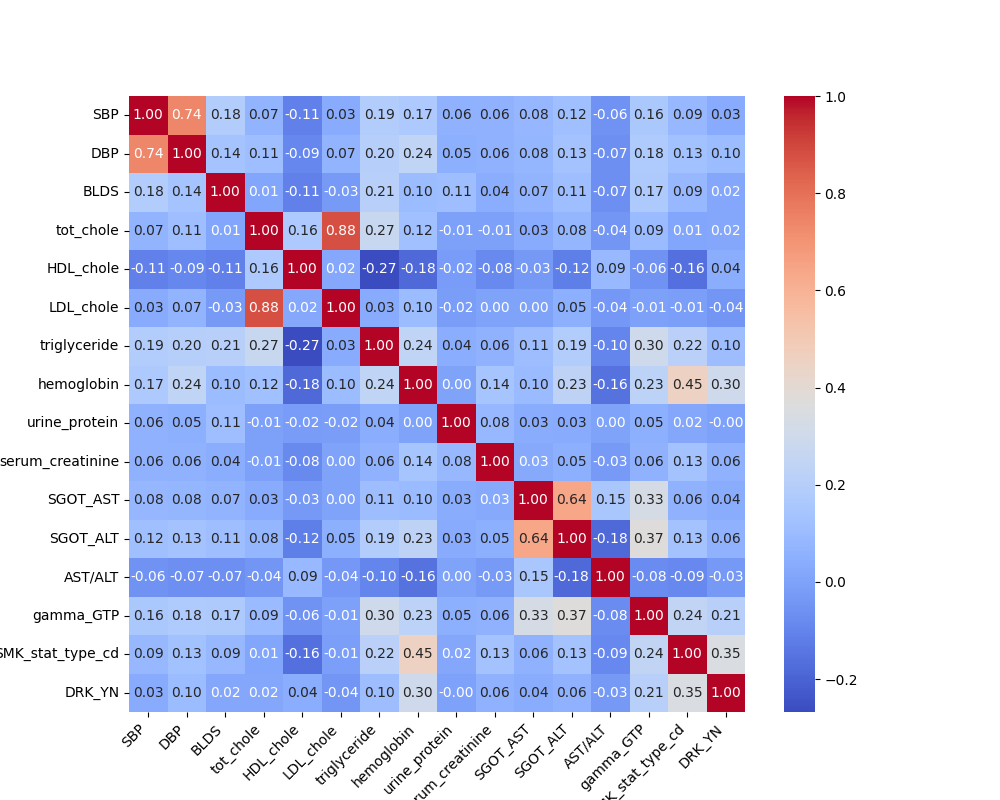 SBP 1.00 0.74 0.18 0.07 -0.11 0.03 0.19 0.17 0.06 0.06 0.08 0.12 -0.06 0.16 0.09 0.03 1.0
DBP 0.74 1.00 0.14 0.11 -0.09 0.07 0.20 0.24 0.05 0.06 0.08 0.13 -0.07 0.18 0.13 0.10
BLDS 0.18 0.14 1.00 0.01 -0.11 -0.03 0.21 0.10 0.11 0.04 0.07 0.11 -0.07 0.17 0.09 0.02 0.8
tot_chole 0.07 0.11 0.01 1.00 0.16 0.88 0.27 0.12 -0.01 -0.01 0.03 0.08 -0.04 0.09 0.01 0.02
HDL_chole -0.11 -0.09 -0.11 0.16 1.00 0.02 -0.27 -0.18 -0.02 -0.08 -0.03 -0.12 0.09 -0.06 -0.16 0.04
LDL_chole 0.03 0.07 -0.03 0.88 0.02 1.00 0.03 0.10 -0.02 0.00 0.00 0.05 -0.04 -0.01 -0.01 -0.04 0.6
triglyceride 0.19 0.20 0.21 0.27 -0.27 0.03 1.00 0.24 0.04 0.06 0.11 0.19 -0.10 0.30 0.22 0.10
hemoglobin 0.17 0.24 0.10 0.12 -0.18 0.10 0.24 1.00 0.00 0.14 0.10 0.23 -0.16 0.23 0.45 0.30 0.4
urine_protein 0.06 0.05 0.11 -0.01 -0.02 -0.02 0.04 0.00 1.00 0.08 0.03 0.03 0.00 0.05 0.02 -0.00
serum_creatinine 0.06 0.06 0.04 -0.01 -0.08 0.00 0.06 0.14 0.08 1.00 0.03 0.05 -0.03 0.06 0.13 0.06
SGOT_AST 0.08 0.08 0.07 0.03 -0.03 0.00 0.11 0.10 0.03 0.03 1.00 0.64 0.15 0.33 0.06 0.04 0.2
SGOT_ALT 0.12 0.13 0.11 0.08 -0.12 0.05 0.19 0.23 0.03 0.05 0.64 1.00 -0.18 0.37 0.13 0.06
AST/ALT -0.06 -0.07 -0.07 -0.04 0.09 -0.04 -0.10 -0.16 0.00 -0.03 0.15 -0.18 1.00 -0.08 -0.09 -0.03 0.0
gamma_GTP 0.16 0.18 0.17 0.09 -0.06 -0.01 0.30 0.23 0.05 0.06 0.33 0.37 -0.08 1.00 0.24 0.21
SMK_stat_type_cd 0.09 0.13 0.09 0.01 -0.16 -0.01 0.22 0.45 0.02 0.13 0.06 0.13 -0.09 0.24 1.00 0.35 −0.2
DRK_YN 0.03 0.10 0.02 0.02 0.04 -0.04 0.10 0.30 -0.00 0.06 0.04 0.06 -0.03 0.21 0.35 1.00
SBP DBP BLDS tot_chole HDL_chole LDL_chole triglyceride hemoglobin urine_protein rum_creatinine SGOT_AST SGOT_ALT AST/ALT gamma_GTP K_stat_type_cd DRK_YN